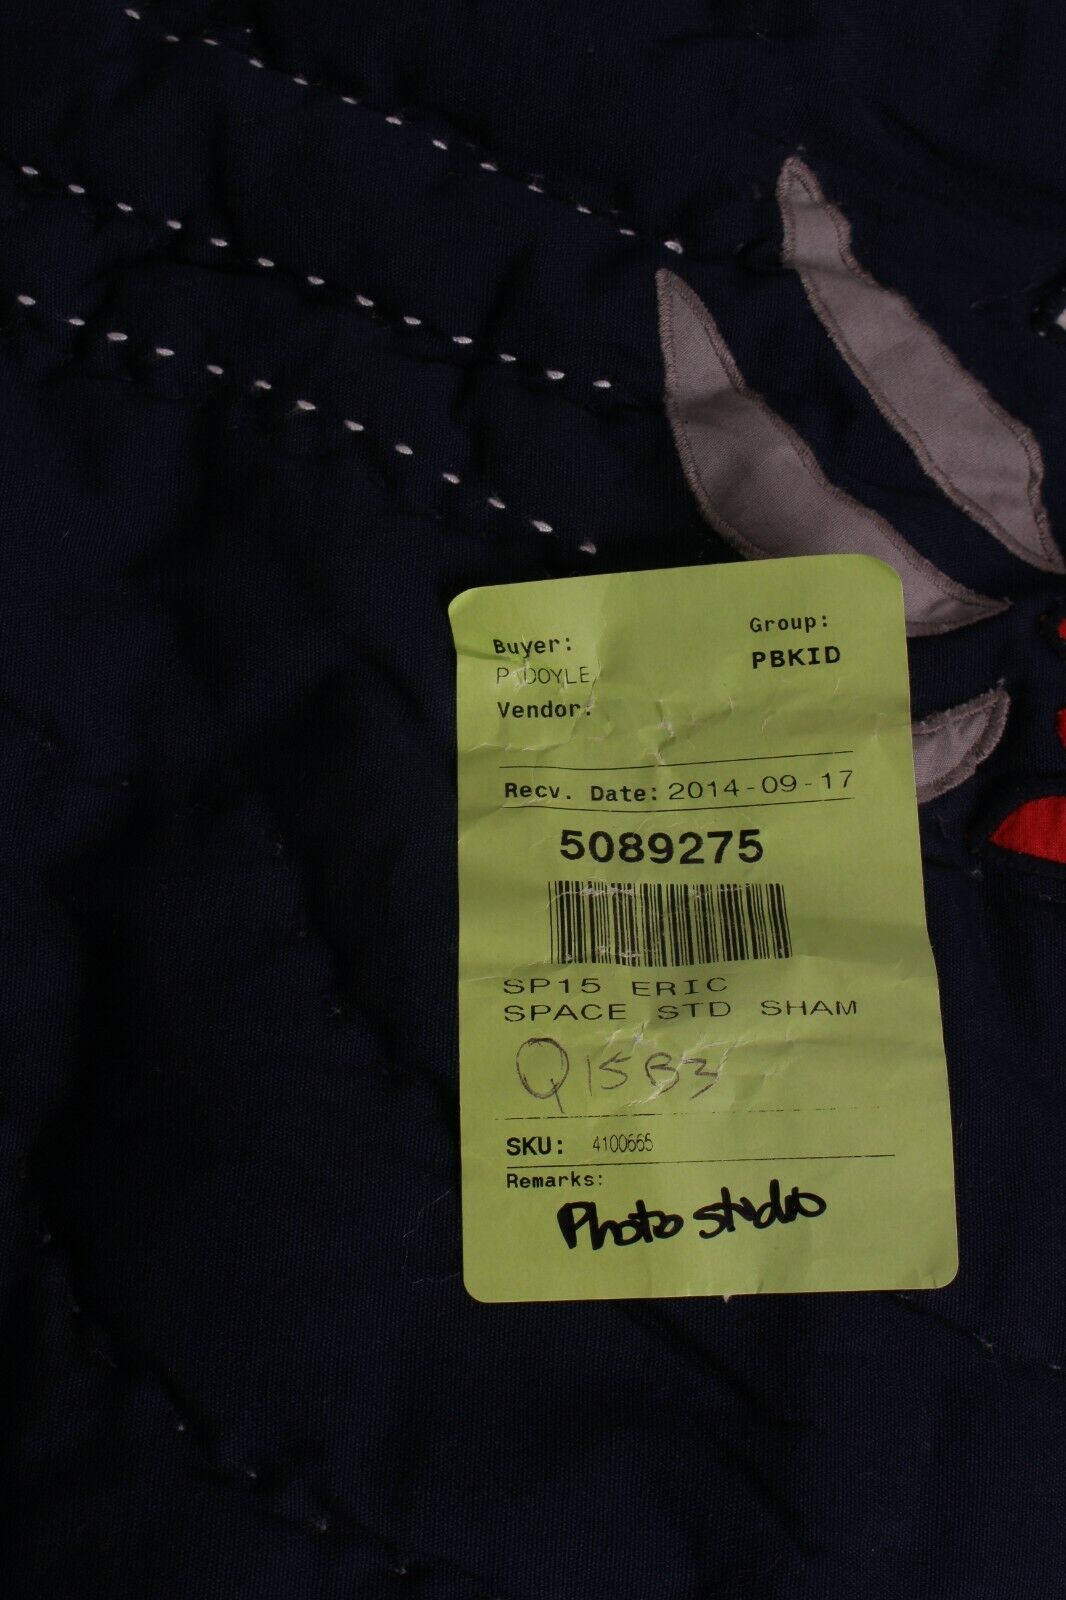 Buyer:
P DOYLE
Group:
PBKID
Vendor:
Recv. Date: 2014-09-17
5089275
SP15 ERIC
SPACE STD SHAM
Q15B3
SKU: 4100665
Remarks:
Photo studio